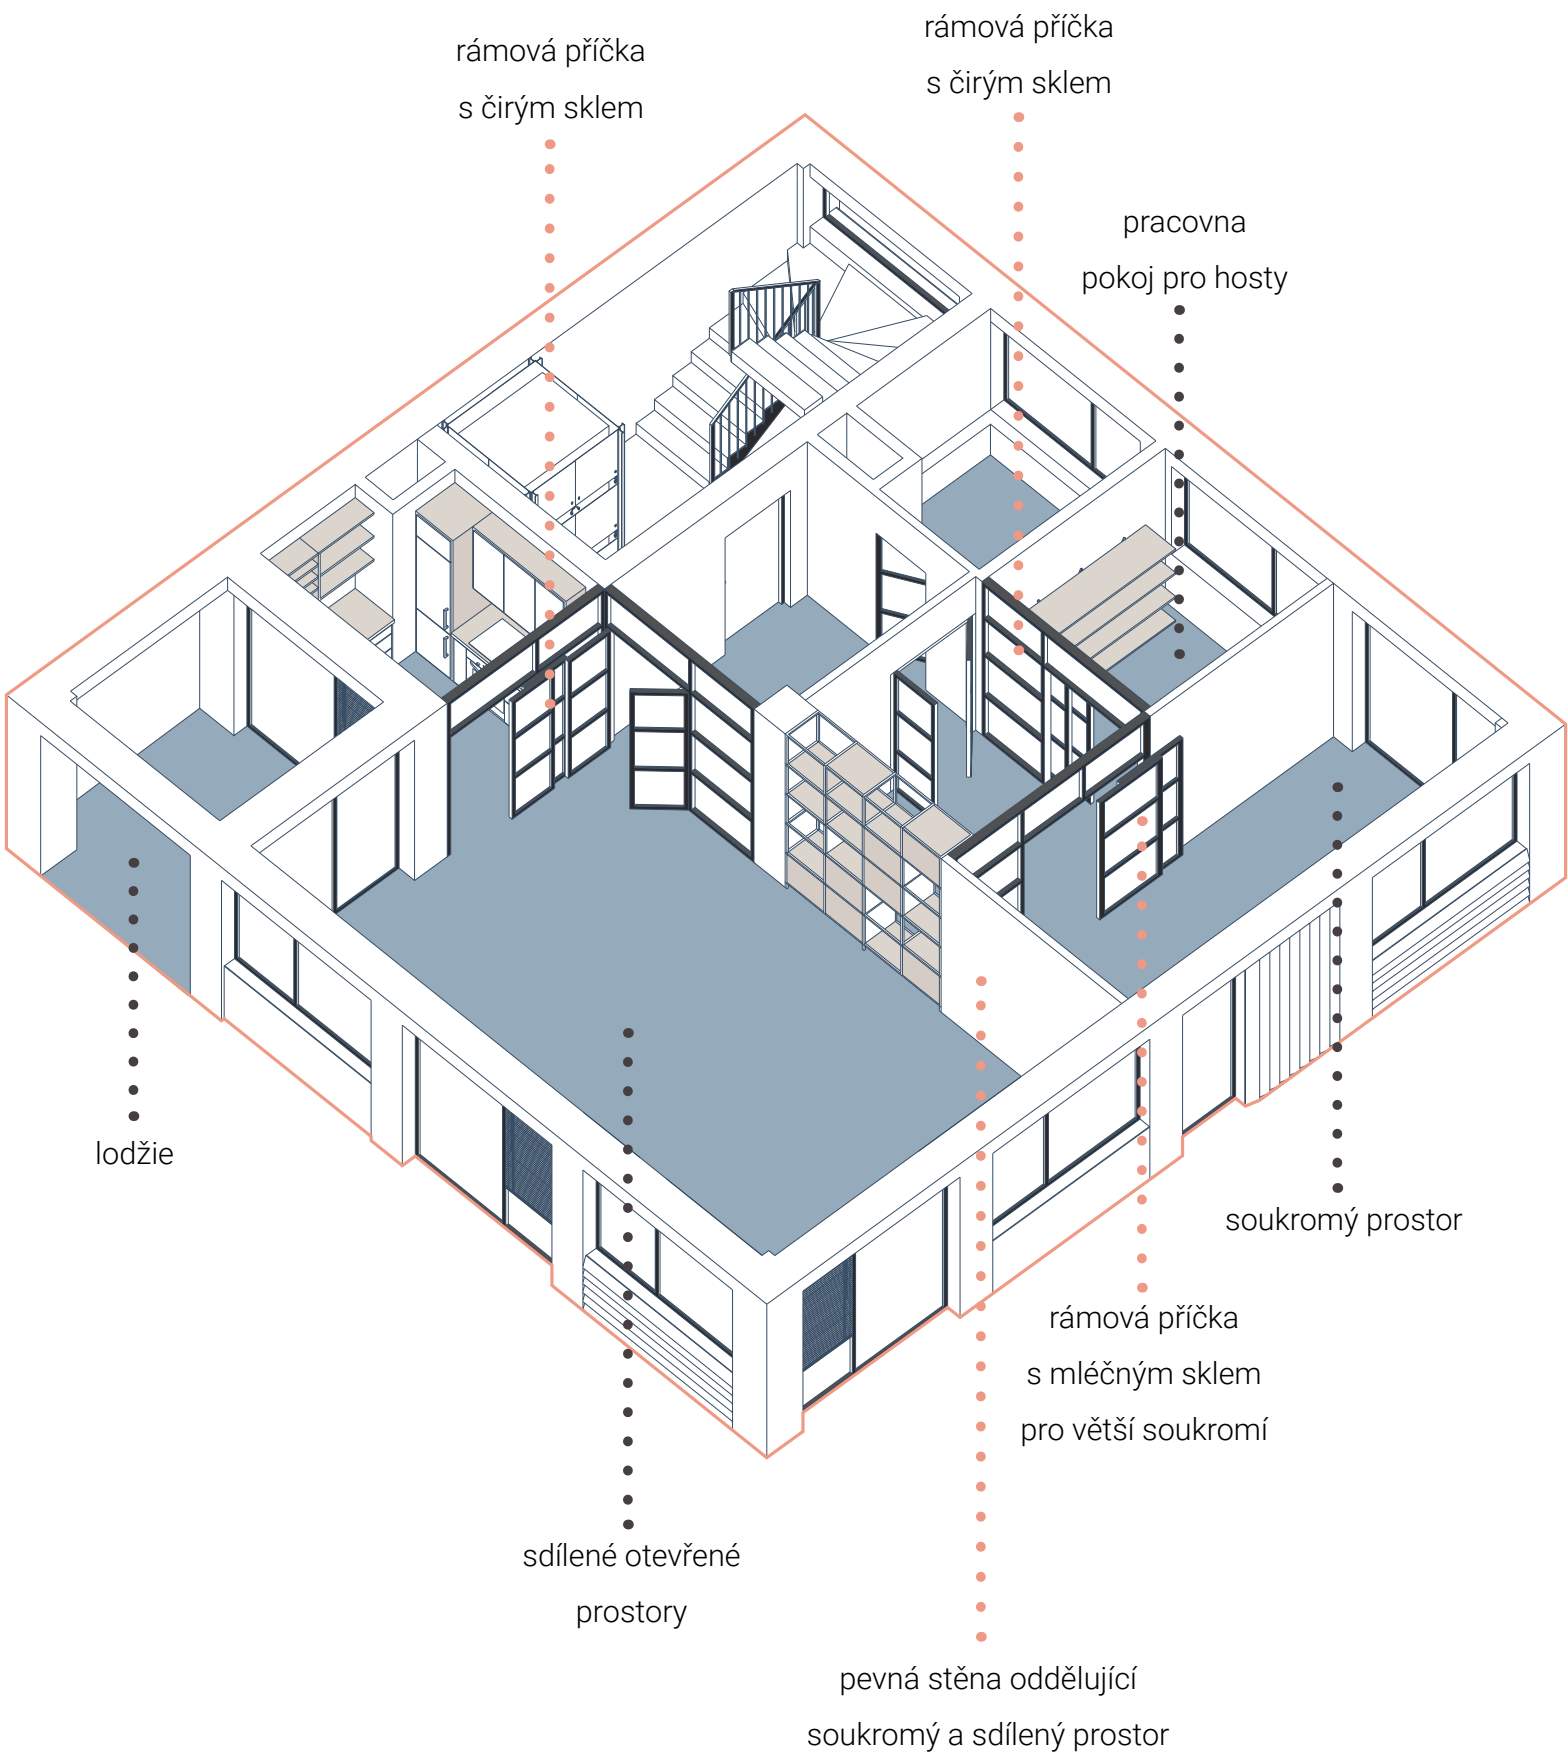 rámová příčka
s čirým sklem
rámová příčka
s čirým sklem
pracovna
pokoj pro hosty
lodžie
soukromý prostor
rámová příčka
s mléčným sklem
pro větší soukromí
sdílené otevřené
prostory
pevná stěna oddělující
soukromý a sdílený prostor